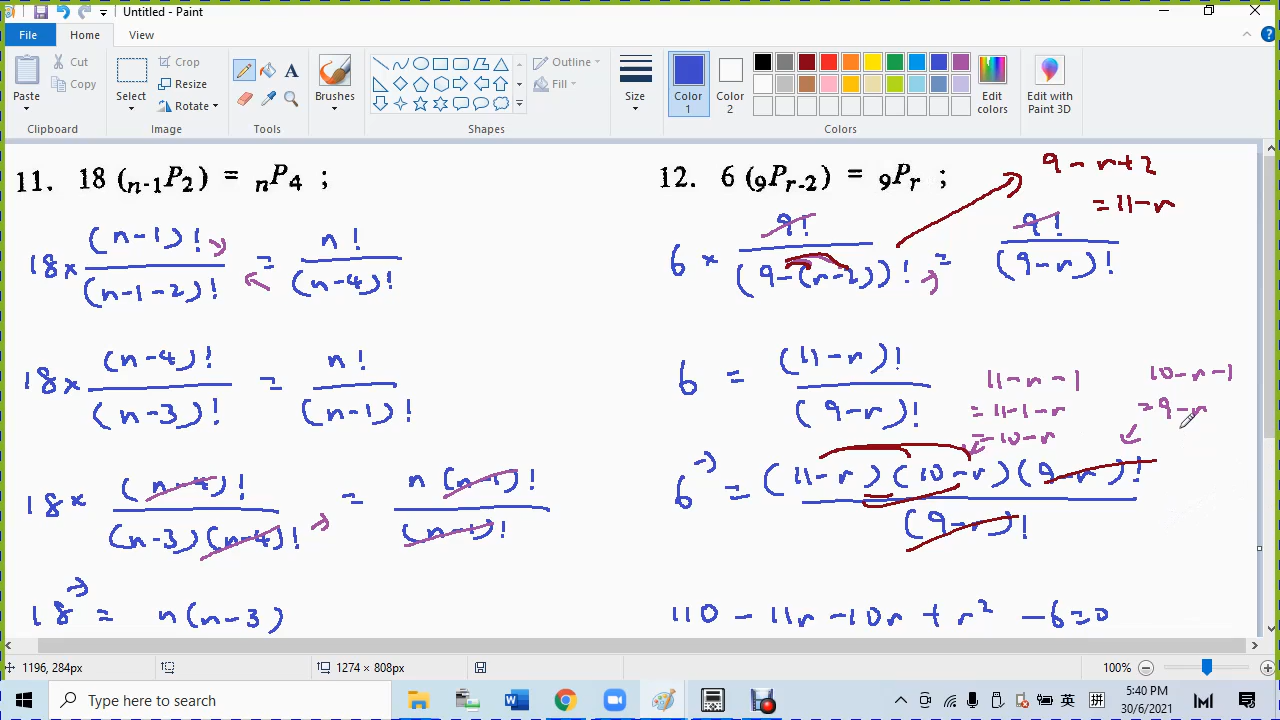 Untitled - Paint
File Home View
Paste
Cut
Copy
Clipboard
Select
Crop
Resize
Rotate
Image
A
Tools
Brushes
Outline
Fill
Shapes
Size
Color 1
Color 2
Edit colors
Colors
Edit with Paint 3D
11. 18 (n-1P2) = nP4 ;
18 × (n-1)! / (n-1-2)! = n! / (n-4)!
18 × (n-4)! / (n-3)! = n! / (n-1)!
18 × (n-4)! / (n-3)(n-4)! = n(n-1)! / (n-1)!
18 = n(n-3)
12. 6 (9Pr-2) = 9Pr ;
9-r+2
= 11-r
6 × 9! / (9-(r-2))! = 9! / (9-r)!
6 = (11-r)! / (9-r)!
11-r-1
= 11-1-r
= 10-r
10-r-1
= 9-r
6 = (11-r)(10-r)(9-r)! / (9-r)!
110 - 11r - 10r + r² - 6 = 0
1196, 284px
1274 × 808px
100%
Type here to search
英
拼
5:40 PM
30/6/2021